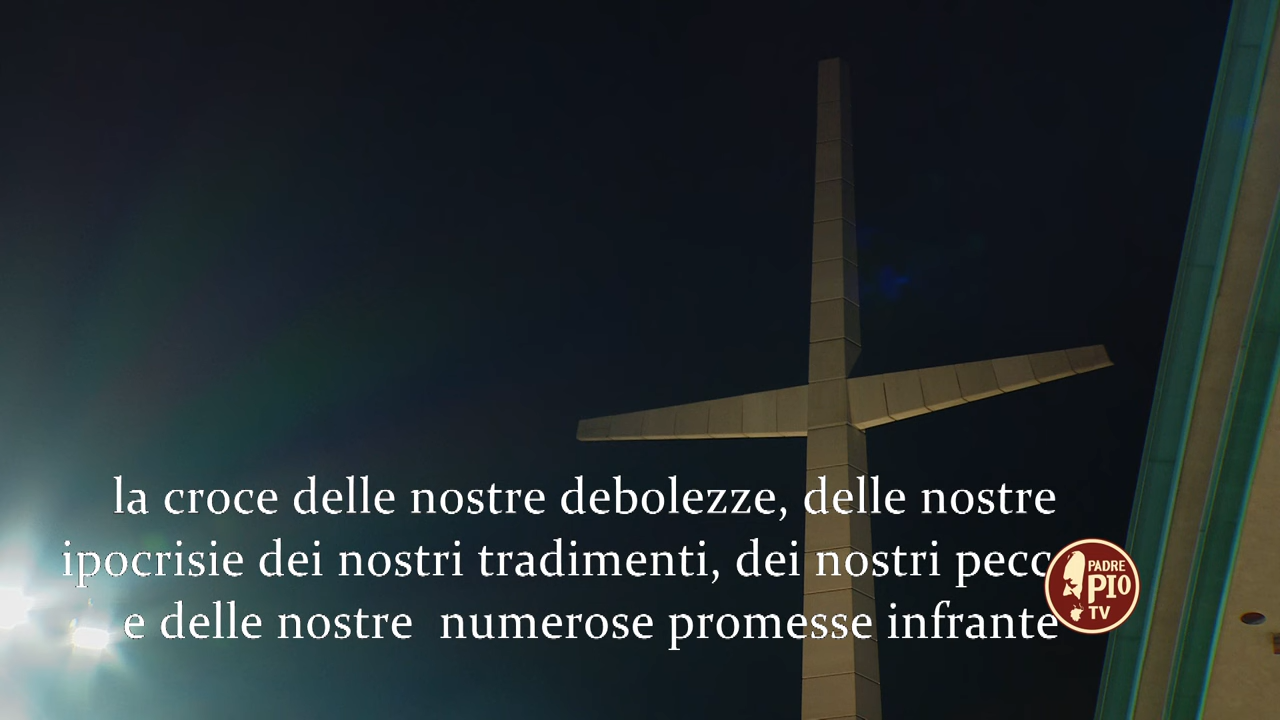 la croce delle nostre debolezze, delle nostre
ipocrisie dei nostri tradimenti, dei nostri
e delle nostre numerose promesse infrante
PADRE
PIO
TV